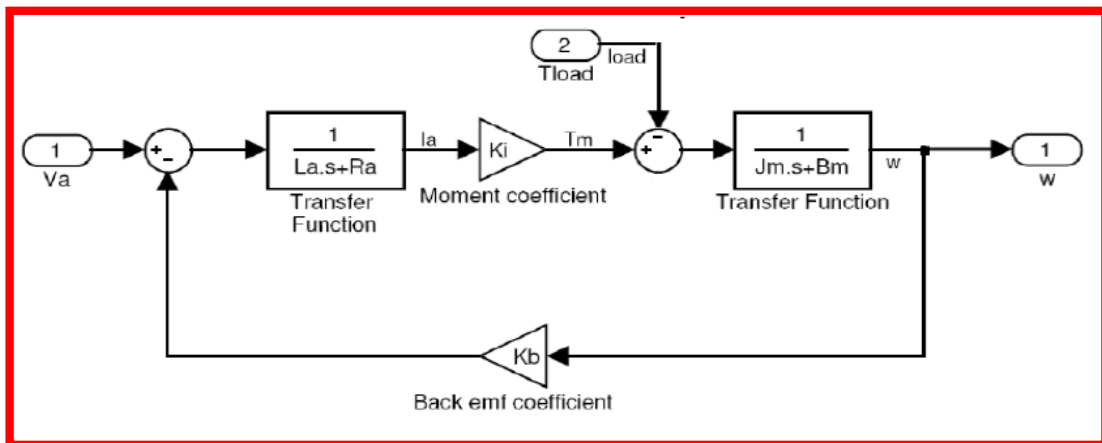 2
load
Tload
1
Va
+
-
1
La.s+Ra
Transfer
Function
Ia
Ki
Moment coefficient
Tm
-
+
1
Jm.s+Bm
Transfer Function
w
1
w
Kb
Back emf coefficient